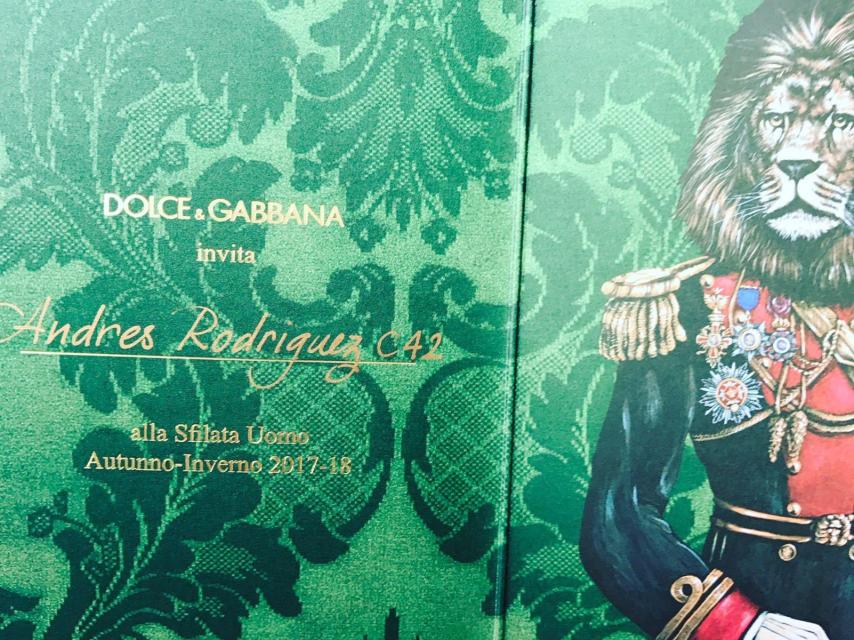 DOLCE & GABBANA
invita
Andres Rodriguez C42
alla Sfilata Uomo
Autunno-Inverno 2017-18